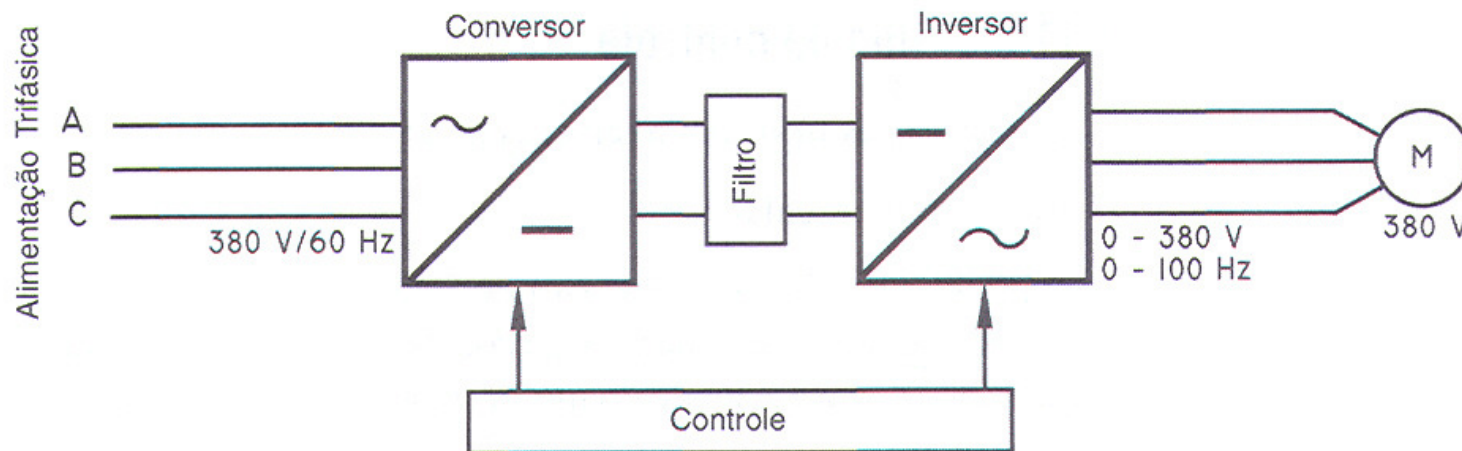 Conversor
Inversor
Alimentação Trifásica
A
B
C
380 V/60 Hz
Filtro
M
380 V
0 - 380 V
0 - 100 Hz
Controle